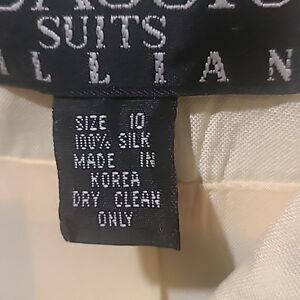 SUITS
SIZE 10
100% SILK
MADE IN
KOREA
DRY CLEAN
ONLY